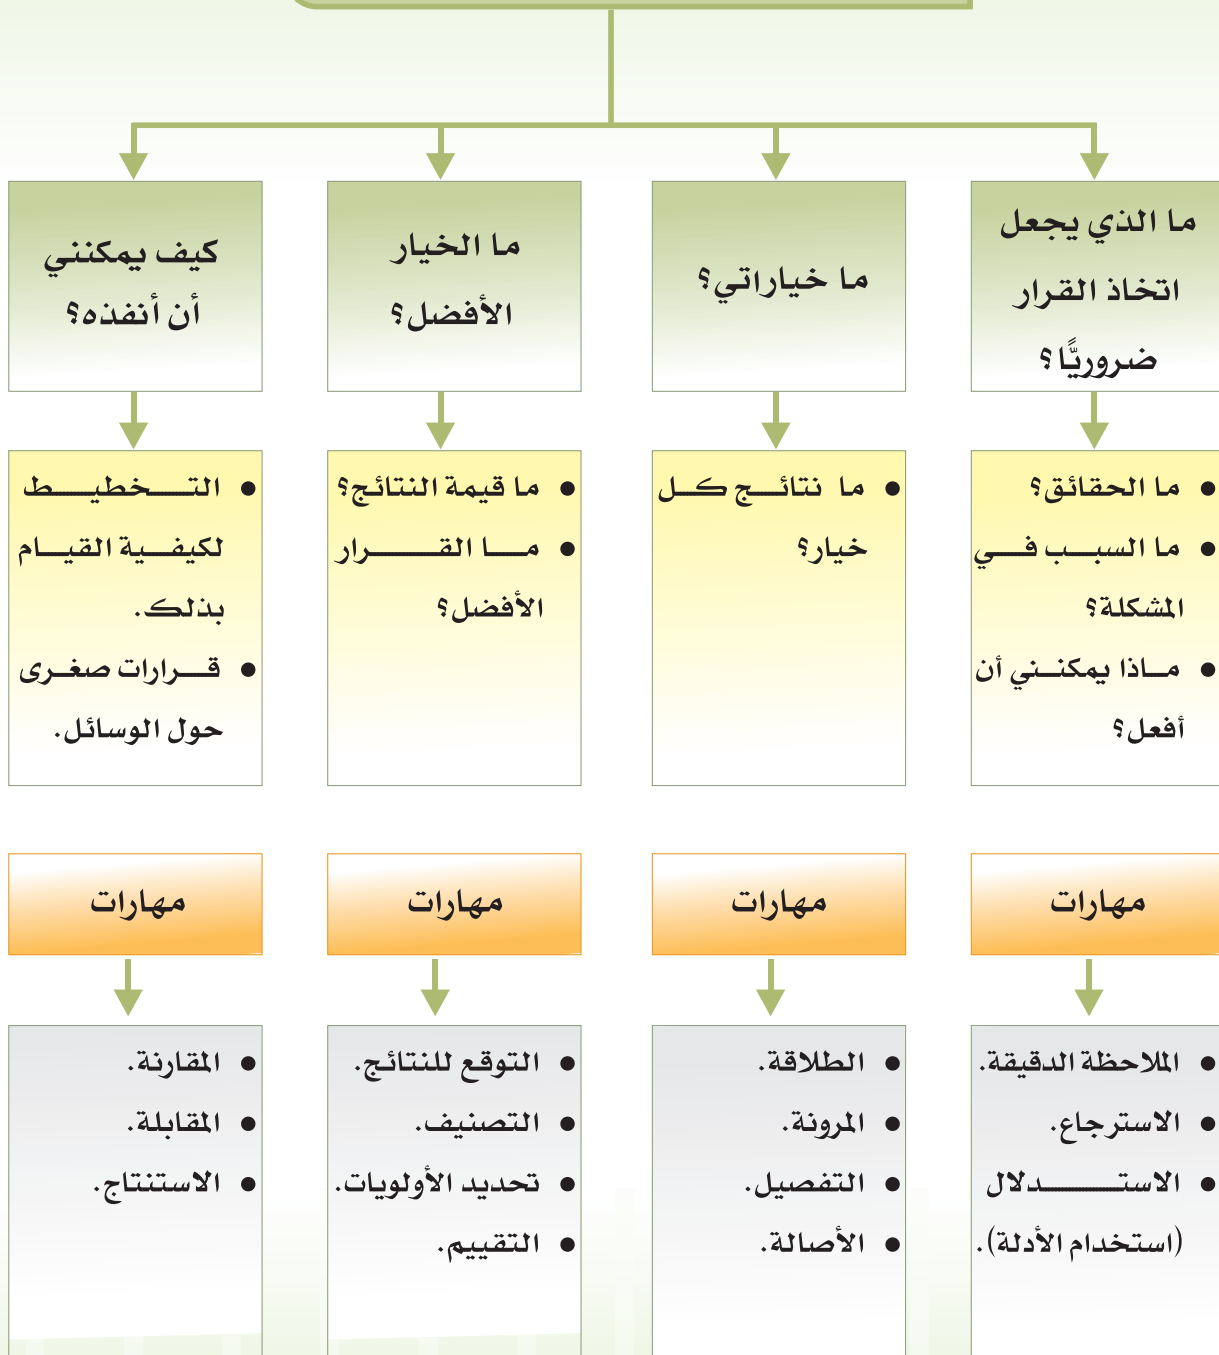 ما الذي يجعل
اتخاذ القرار
ضروريًّا؟
ما خياراتي؟
ما الخيار
الأفضل؟
كيف يمكنني
أن أنفذه؟
• ما الحقائق؟
• ما السبب في
المشكلة؟
• ماذا يمكنني أن
أفعل؟
• ما نتائج كل
خيار؟
• ما قيمة النتائج؟
• ما القرار
الأفضل؟
• التخطيط
لكيفية القيام
بذلك.
• قرارات صغرى
حول الوسائل.
مهارات
مهارات
مهارات
مهارات
• الملاحظة الدقيقة.
• الاسترجاع.
• الاستدلال
(استخدام الأدلة).
• الطلاقة.
• المرونة.
• التفصيل.
• الأصالة.
• التوقع للنتائج.
• التصنيف.
• تحديد الأولويات.
• التقييم.
• المقارنة.
• المقابلة.
• الاستنتاج.